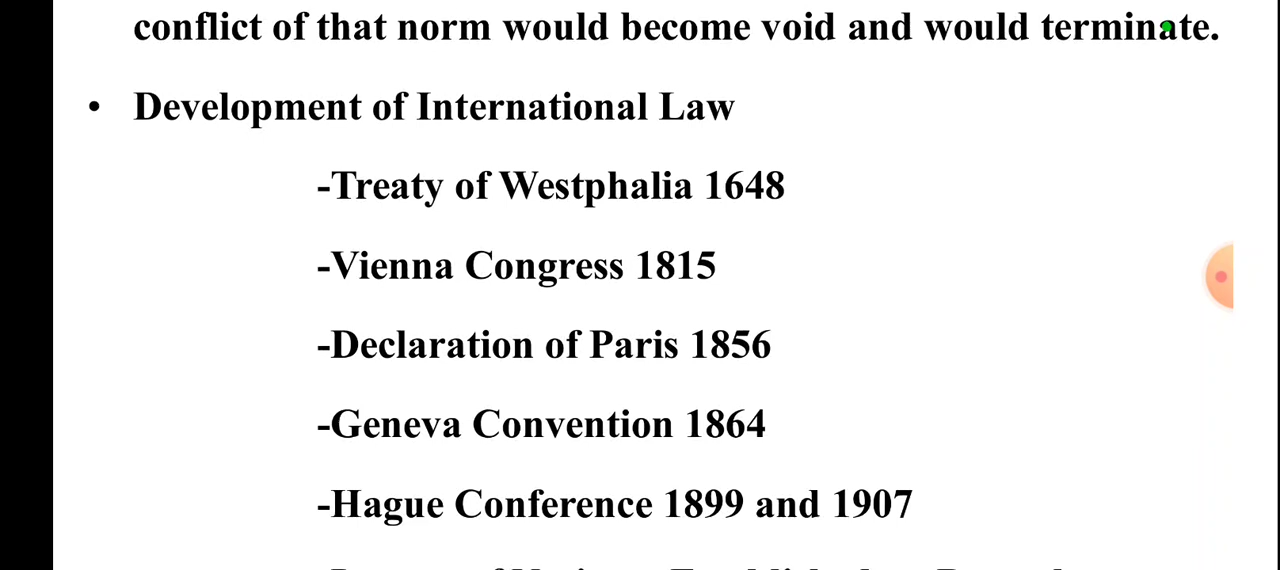 conflict of that norm would become void and would terminate.
• Development of International Law
-Treaty of Westphalia 1648
-Vienna Congress 1815
-Declaration of Paris 1856
-Geneva Convention 1864
-Hague Conference 1899 and 1907